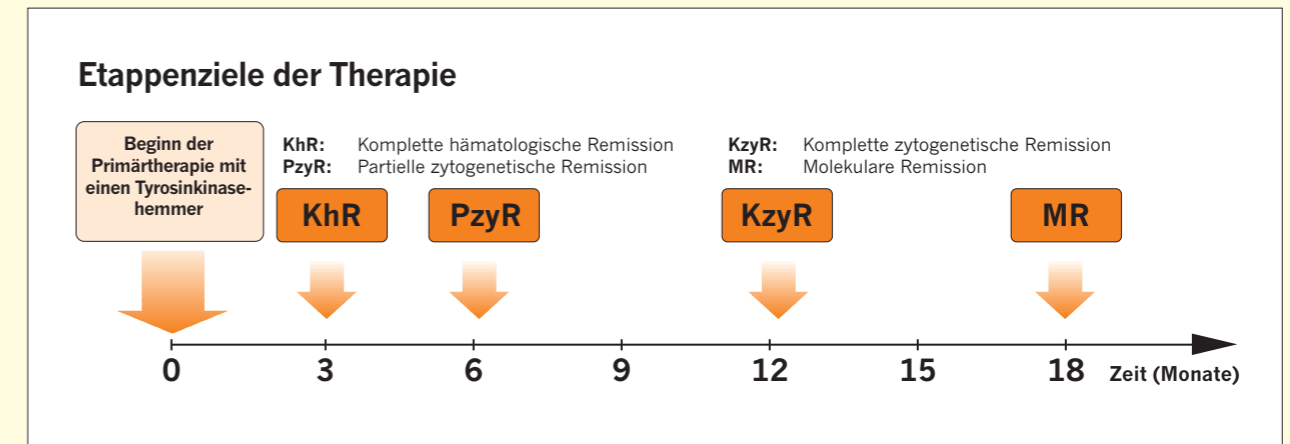 Etappenziele der Therapie
Beginn der
Primärtherapie mit
einen Tyrosinkinase-
hemmer
KhR: Komplette hämatologische Remission
PzyR: Partielle zytogenetische Remission
KzyR: Komplette zytogenetische Remission
MR: Molekulare Remission
KhR
PzyR
KzyR
MR
0 3 6 9 12 15 18 Zeit (Monate)